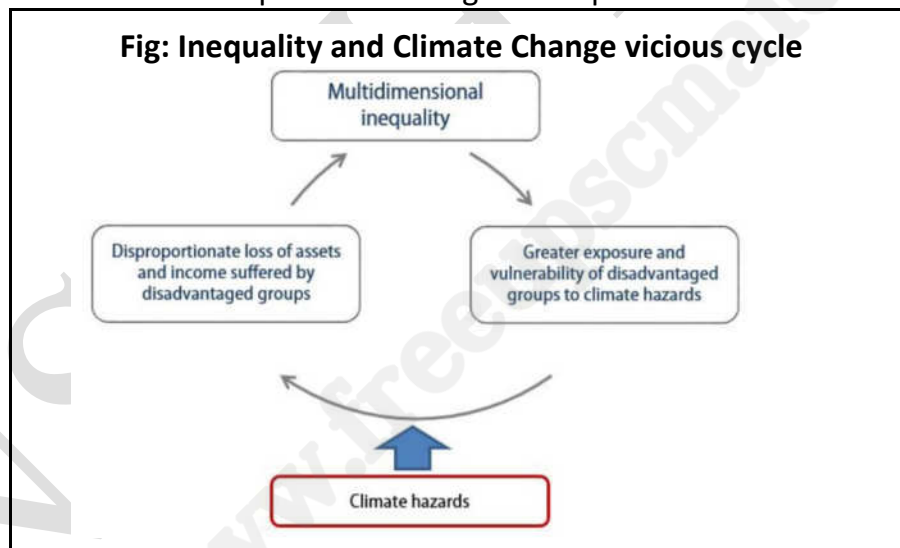 Fig: Inequality and Climate Change vicious cycle
Multidimensional
inequality
Disproportionate loss of assets
and income suffered by
disadvantaged groups
Greater exposure and
vulnerability of disadvantaged
groups to climate hazards
Climate hazards